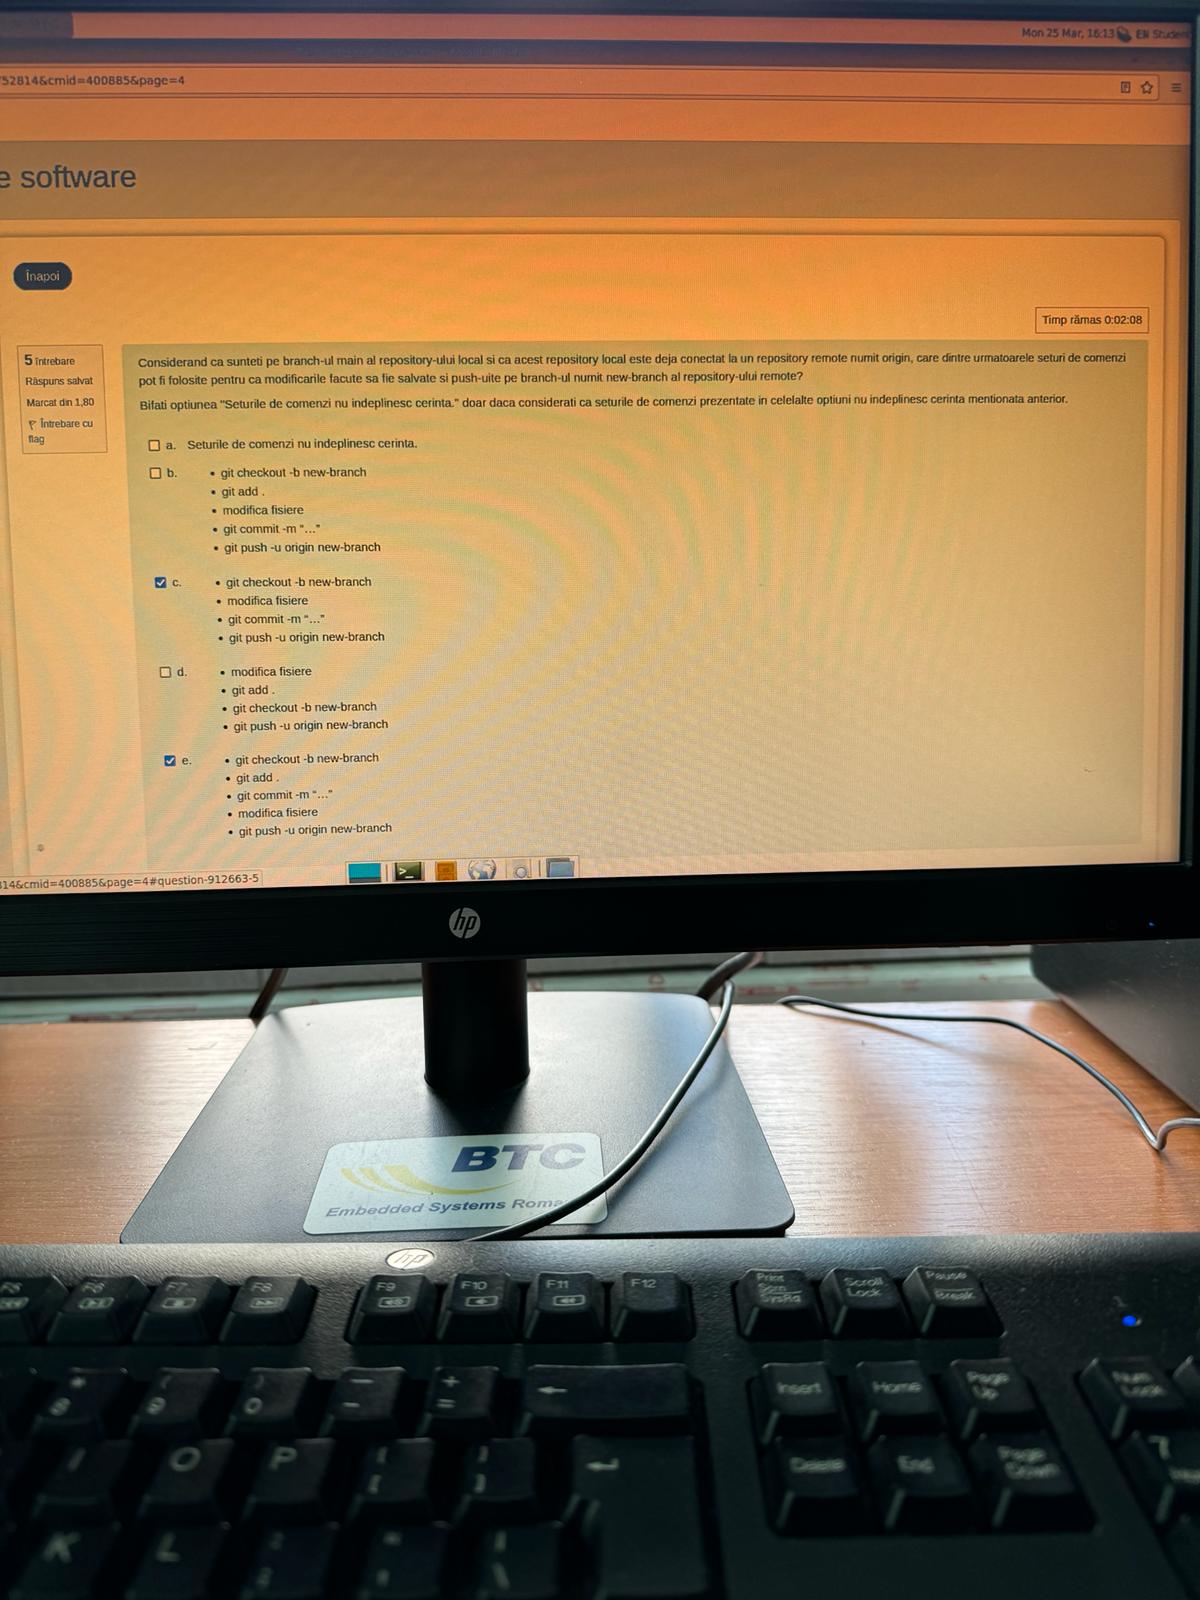 Mon 25 Mar, 16:13 EN Studen
52814&cmid=400885&page=4
e software
Înapoi
Timp rămas 0:02:08
5 Întrebare
Răspuns salvat
Marcat din 1,80
Întrebare cu
flag
Considerand ca sunteti pe branch-ul main al repository-ului local si ca acest repository local este deja conectat la un repository remote numit origin, care dintre urmatoarele seturi de comenzi
pot fi folosite pentru ca modificarile facute sa fie salvate si push-uite pe branch-ul numit new-branch al repository-ului remote?
Bifati optiunea "Seturile de comenzi nu indeplinesc cerinta." doar daca considerati ca seturile de comenzi prezentate in celelalte optiuni nu indeplinesc cerinta mentionata anterior.
a. Seturile de comenzi nu indeplinesc cerinta.
b. • git checkout -b new-branch
• git add .
• modifica fisiere
• git commit -m "..."
• git push -u origin new-branch
c. • git checkout -b new-branch
• modifica fisiere
• git commit -m "..."
• git push -u origin new-branch
d. • modifica fisiere
• git add .
• git checkout -b new-branch
• git push -u origin new-branch
e. • git checkout -b new-branch
• git add .
• git commit -m "..."
• modifica fisiere
• git push -u origin new-branch
814&cmid=400885&page=4#question-912663-5
hp
BTC
Embedded Systems Roma
hp
F5 F6 F7 F8 F9 F10 F11 F12
Print
Scrn
SysRq
Scroll
Lock
Pause
Break
Insert Home Page
Up
Num
Lock
Delete End Page
Down
O P
K L